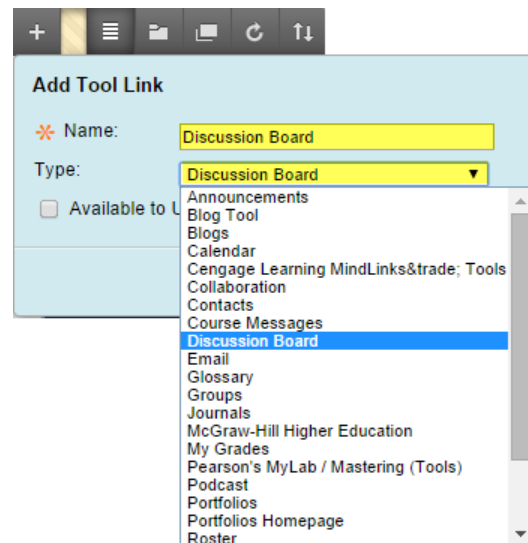 Add Tool Link
Name:
Discussion Board
Type:
Discussion Board
Available to U
Announcements
Blog Tool
Blogs
Calendar
Cengage Learning MindLinks&trade; Tools
Collaboration
Contacts
Course Messages
Discussion Board
Email
Glossary
Groups
Journals
McGraw-Hill Higher Education
My Grades
Pearson's MyLab / Mastering (Tools)
Podcast
Portfolios
Portfolios Homepage
Roster